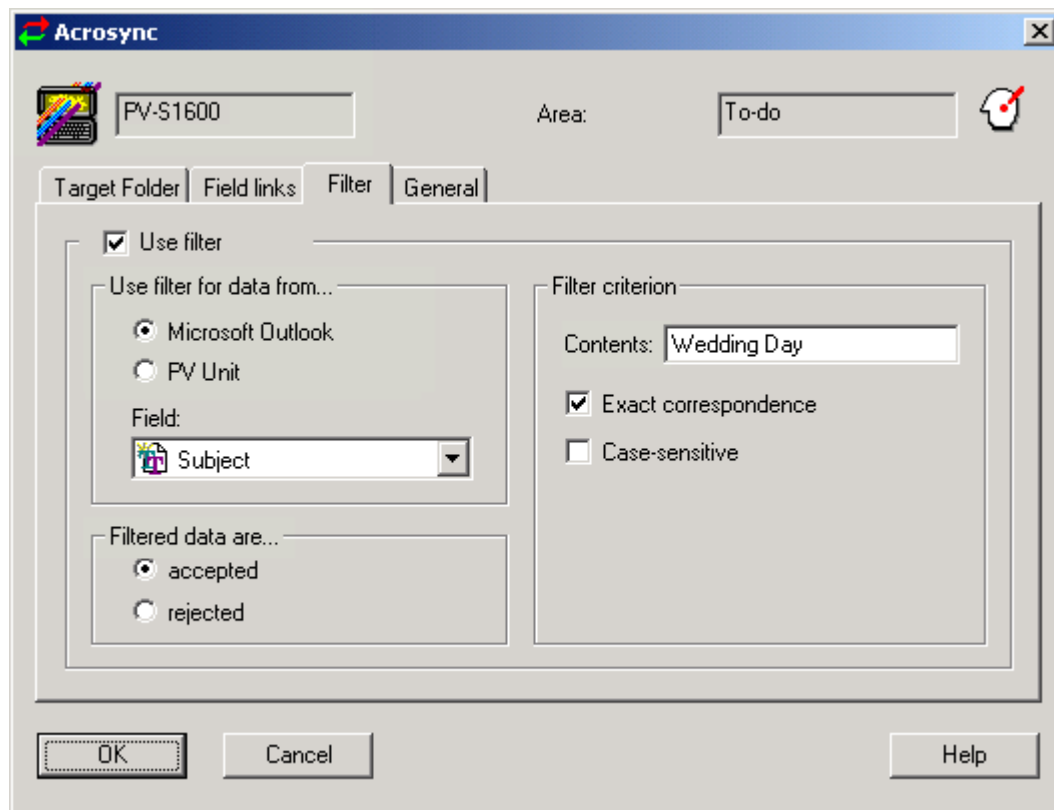 Acrosync
PV-S1600
Area:
To-do
Target Folder
Field links
Filter
General
Use filter
Use filter for data from...
Microsoft Outlook
PV Unit
Field:
Subject
Filtered data are...
accepted
rejected
Filter criterion
Contents: Wedding Day
Exact correspondence
Case-sensitive
OK
Cancel
Help